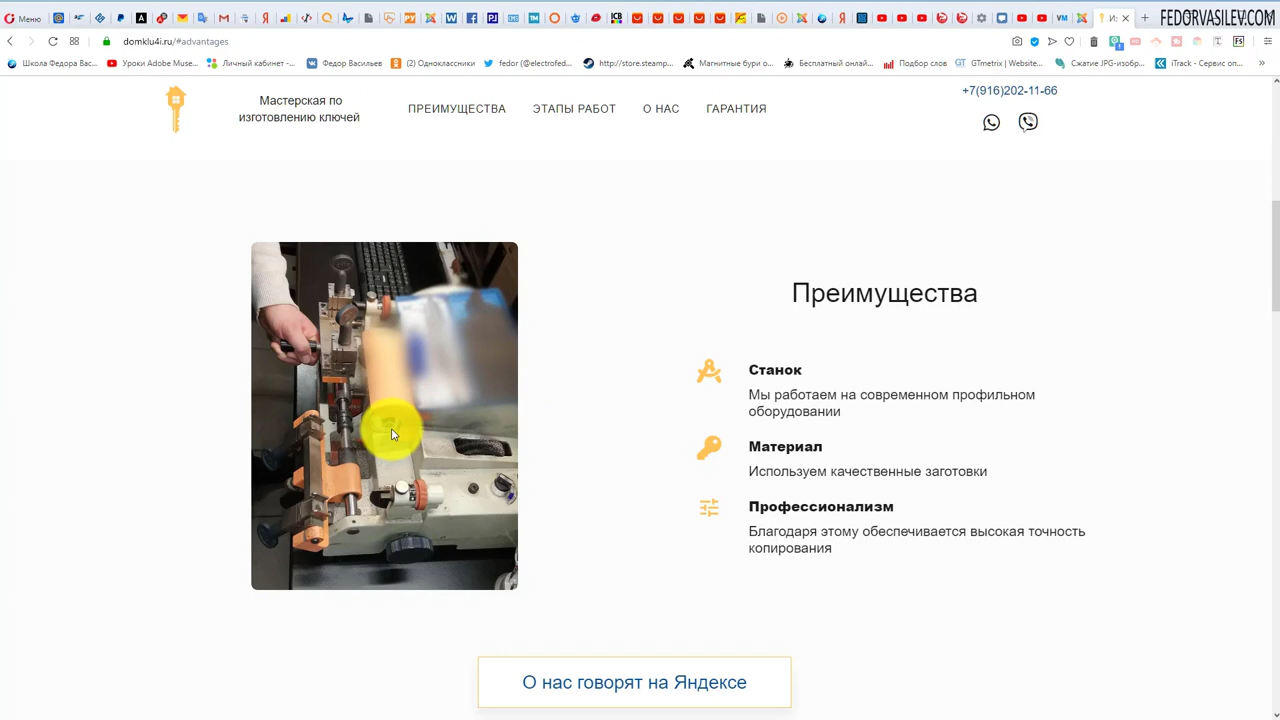 Меню
FEDORVASILEV.COM
domklu4i.ru/#advantages
Школа Федора Вас...
Уроки Adobe Muse...
Личный кабинет -...
Федор Васильев
(2) Одноклассники
fedor (@electrofed...
http://store.steamp...
Магнитные бури о...
Бесплатный онлай...
Подбор слов
GTmetrix | Website...
Сжатие JPG-изобр...
iTrack - Сервис оп...
Мастерская по
изготовлению ключей
ПРЕИМУЩЕСТВА
ЭТАПЫ РАБОТ
О НАС
ГАРАНТИЯ
+7(916)202-11-66
Преимущества
Станок
Мы работаем на современном профильном
оборудовании
Материал
Используем качественные заготовки
Профессионализм
Благодаря этому обеспечивается высокая точность
копирования
О нас говорят на Яндексе